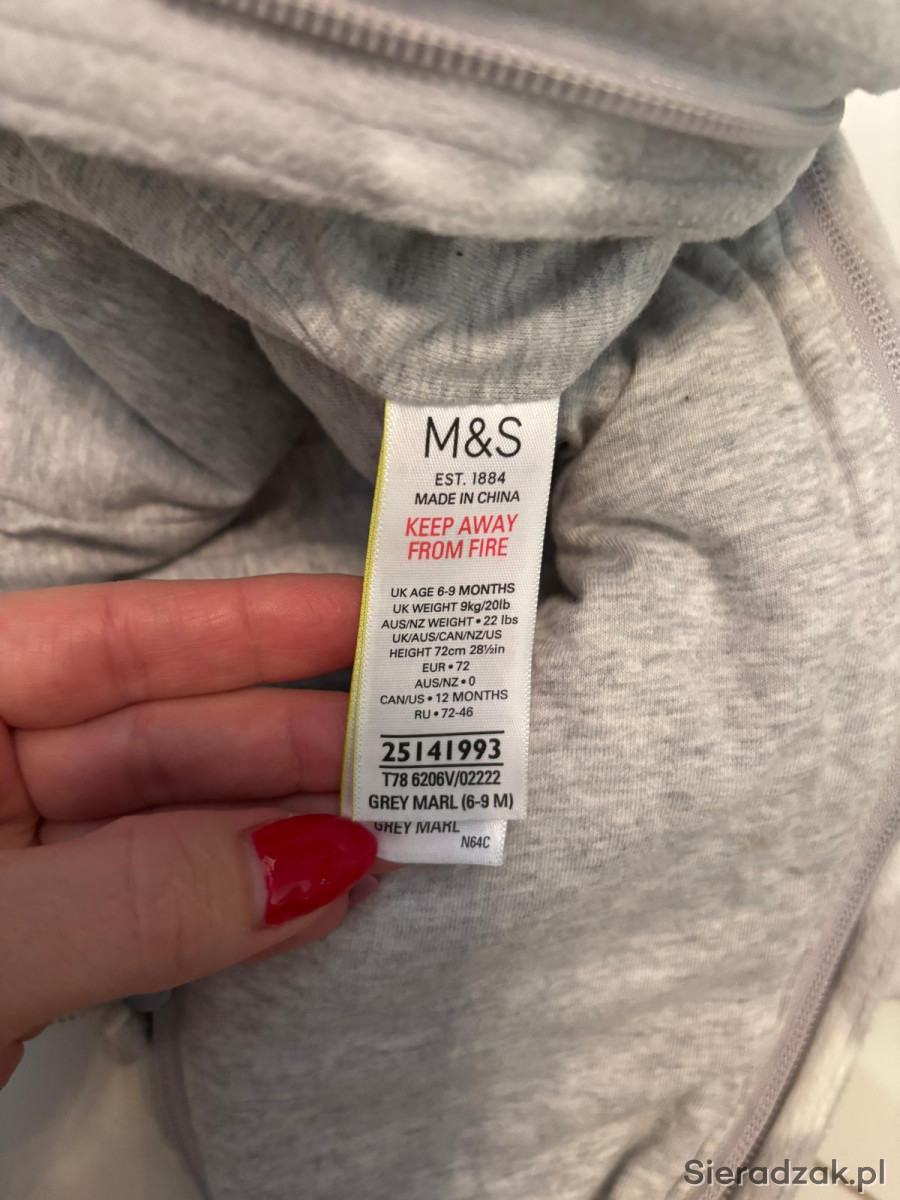 M&S
EST. 1884
MADE IN CHINA
KEEP AWAY
FROM FIRE
UK AGE 6-9 MONTHS
UK WEIGHT 9kg/20lb
AUS/NZ WEIGHT • 22 lbs
UK/AUS/CAN/NZ/US
HEIGHT 72cm 28½in
EUR • 72
AUS/NZ • 0
CAN/US • 12 MONTHS
RU • 72-46
25141993
T78 6206V/02222
GREY MARL (6-9 M)
GREY MARL
N64C
Sieradzak.pl